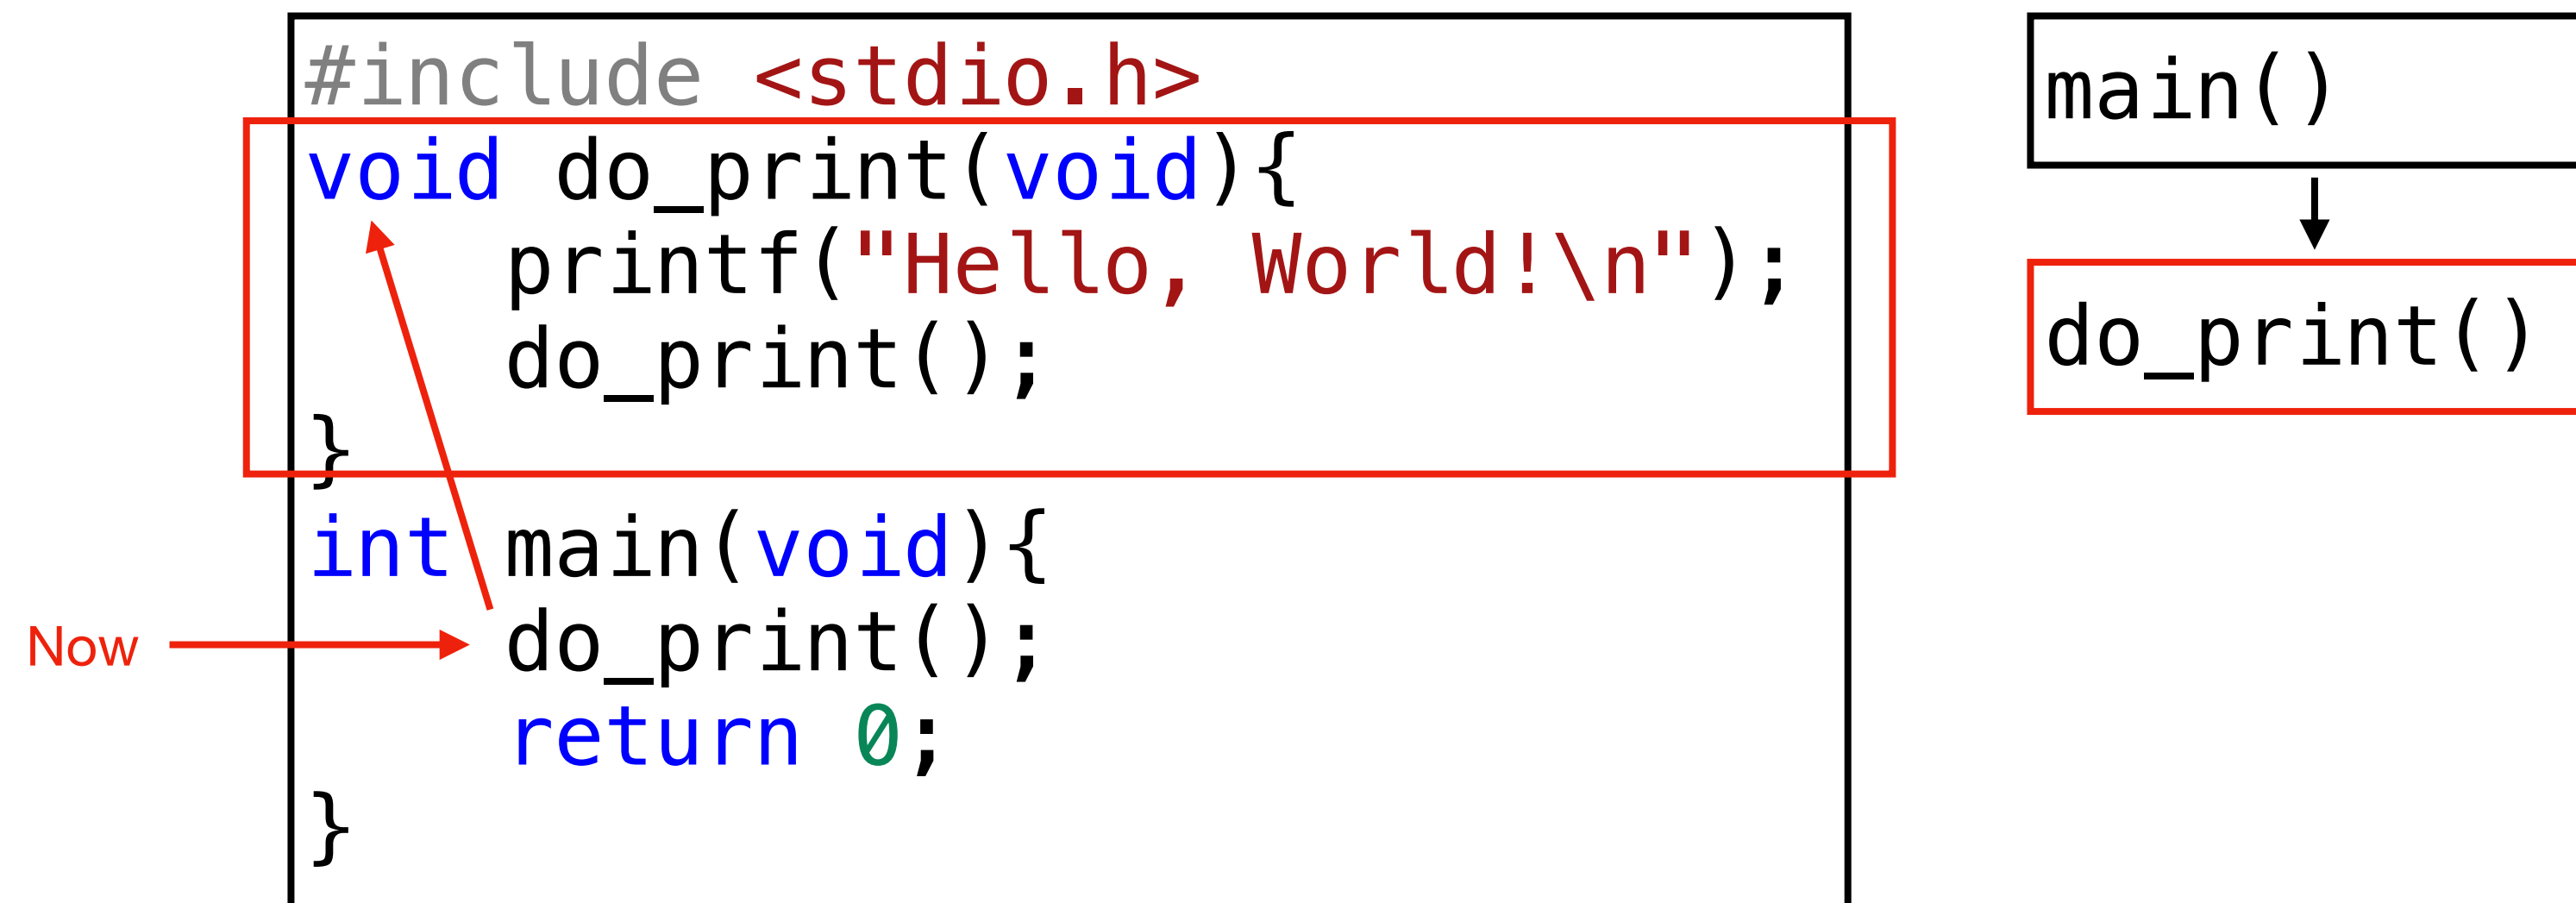 #include <stdio.h>
void do_print(void){
    printf("Hello, World!\n");
    do_print();
}
int main(void){
    do_print();
    return 0;
}
Now
main()
do_print()